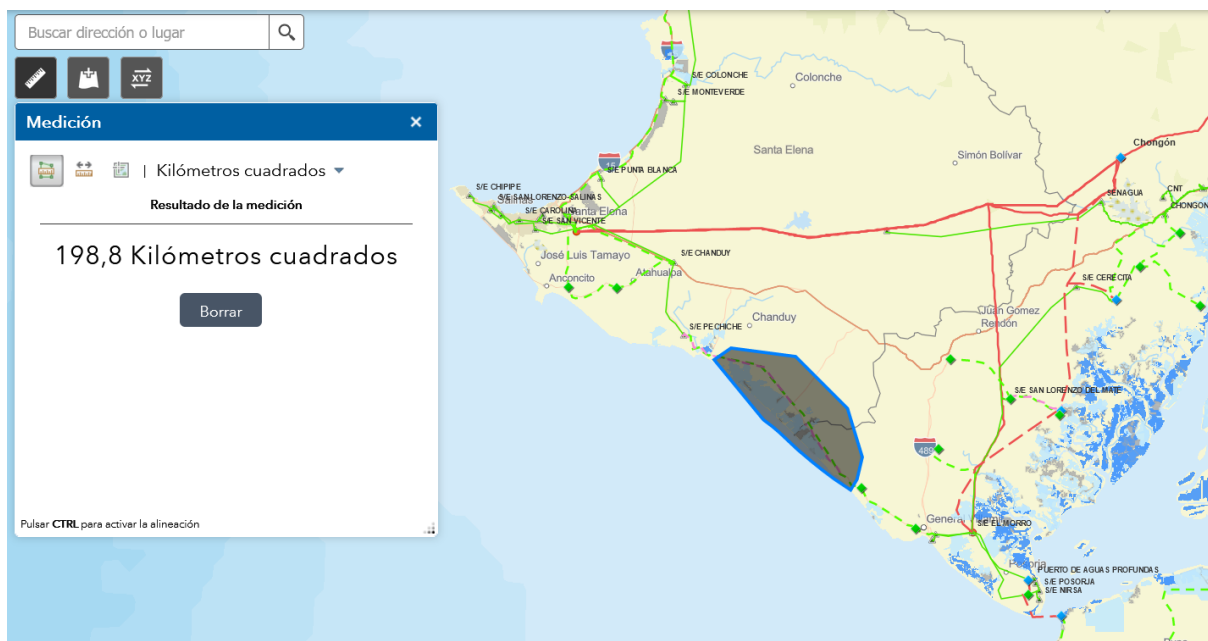 Buscar dirección o lugar
XYZ
Medición
| Kilómetros cuadrados
Resultado de la medición
198,8 Kilómetros cuadrados
Borrar
Pulsar CTRL para activar la alineación
S/E COLONCHE
Colonche
S/E MONTEVERDE
Chongón
Santa Elena
Simón Bolívar
15
S/E PUNTA BLANCA
S/E CHIPIPE
SENAGUA
CNT
S/E SAN LORENZO-SALINAS
Salinas
CHONGON
S/E CAROLINA
Santa Elena
S/E SAN VICENTE
José Luis Tamayo
S/E CHANDUY
Atahualpa
Anconcito
S/E CERECITA
Juan Gomez
Rendón
Chanduy
S/E PECHICHE
S/E SAN LORENZO DEL MATE
489
General
S/E EL MORRO
Posorja
PUERTO DE AGUAS PROFUNDAS
S/E POSORJA
S/E NIRSA